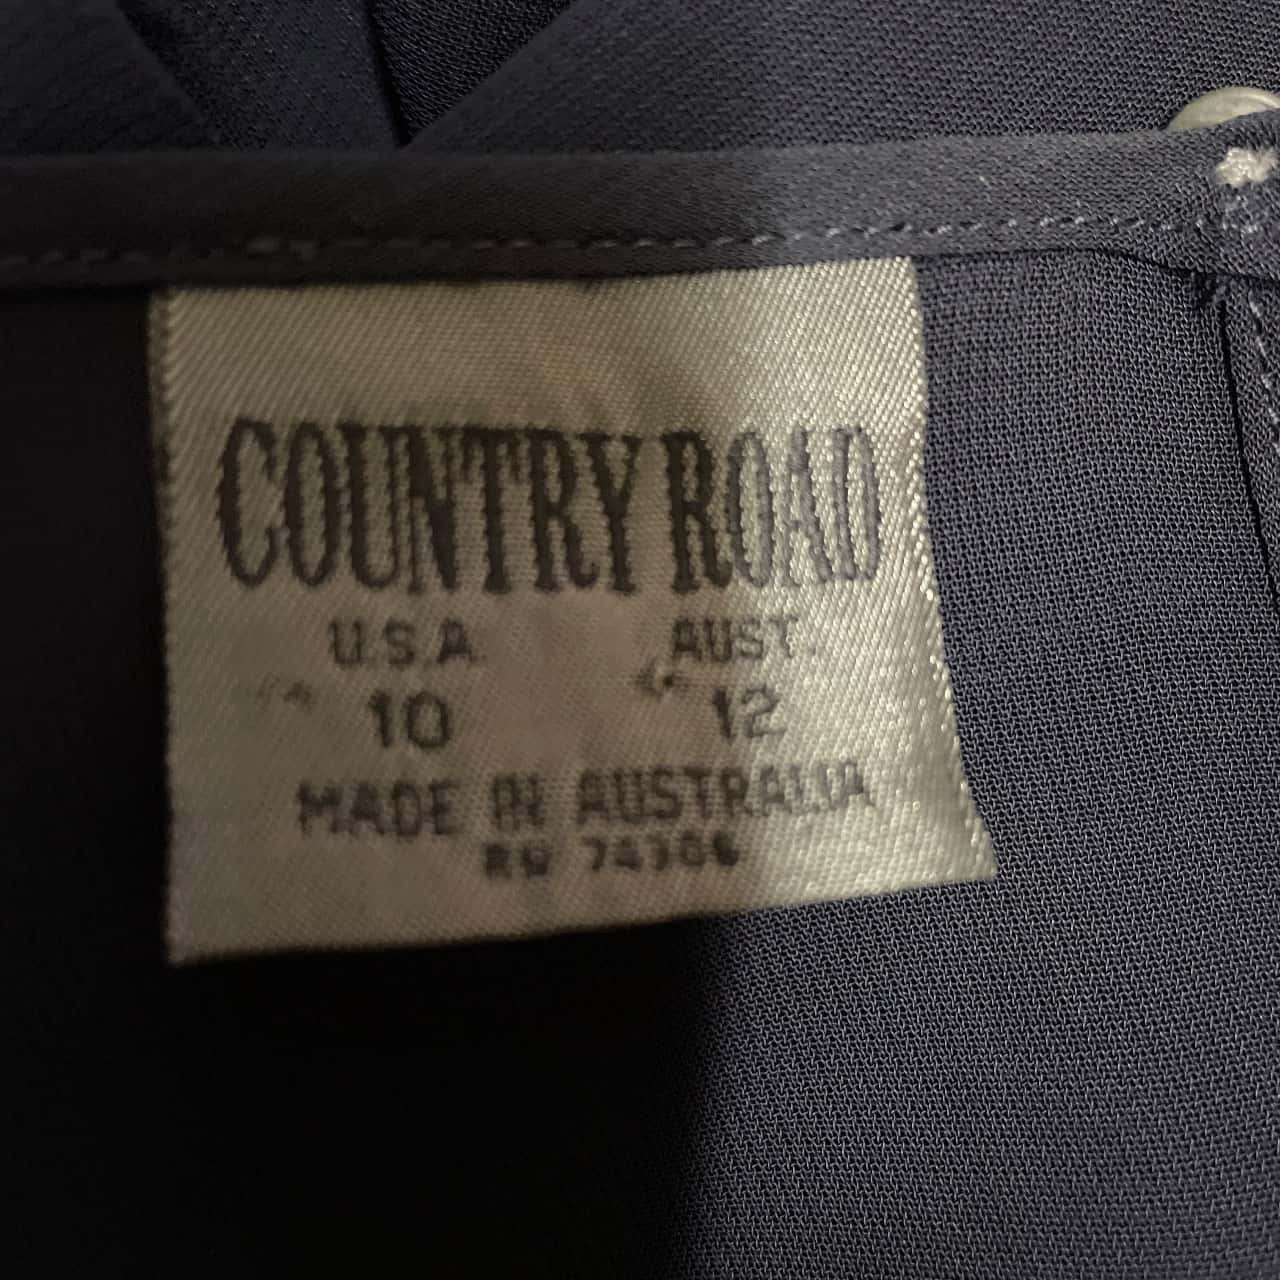 COUNTRY ROAD
U.S.A. AUST.
10 12
MADE IN AUSTRALIA